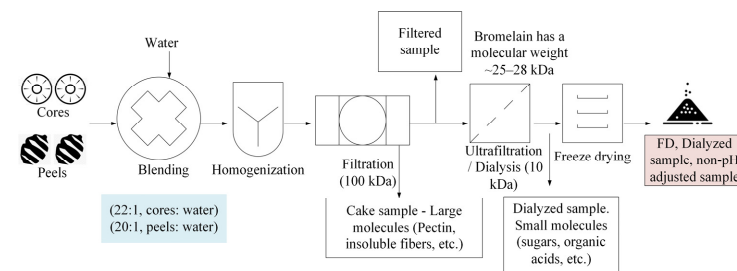 Water
Cores
Peels
Blending
(22:1, cores: water)
(20:1, peels: water)
Homogenization
Filtration
(100 kDa)
Cake sample - Large
molecules (Pectin,
insoluble fibers, etc.)
Filtered
sample
Bromelain has a
molecular weight
~25–28 kDa
Ultrafiltration
/ Dialysis (10
kDa)
Dialyzed sample.
Small molecules
(sugars, organic
acids, etc.)
Freeze drying
FD, Dialyzed
sample, non-pH
adjusted sample